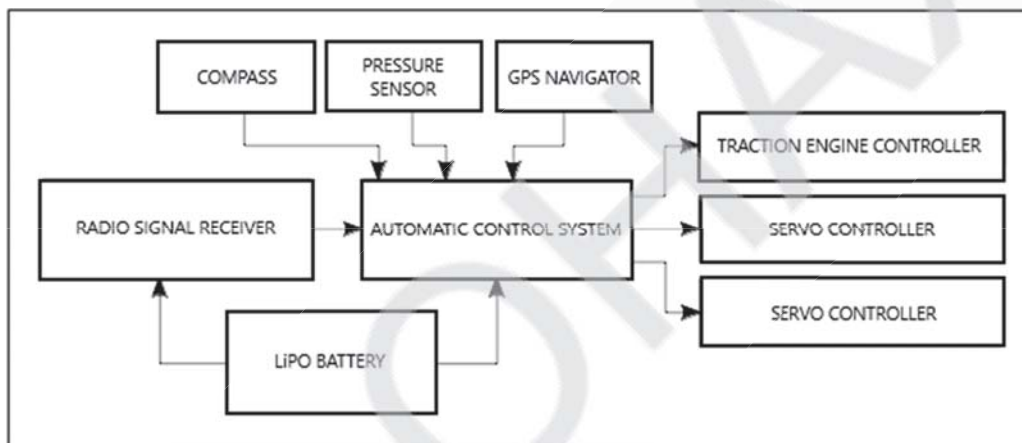 COMPASS
PRESSURE
SENSOR
GPS NAVIGATOR
TRACTION ENGINE CONTROLLER
RADIO SIGNAL RECEIVER
AUTOMATIC CONTROL SYSTEM
SERVO CONTROLLER
SERVO CONTROLLER
LiPO BATTERY